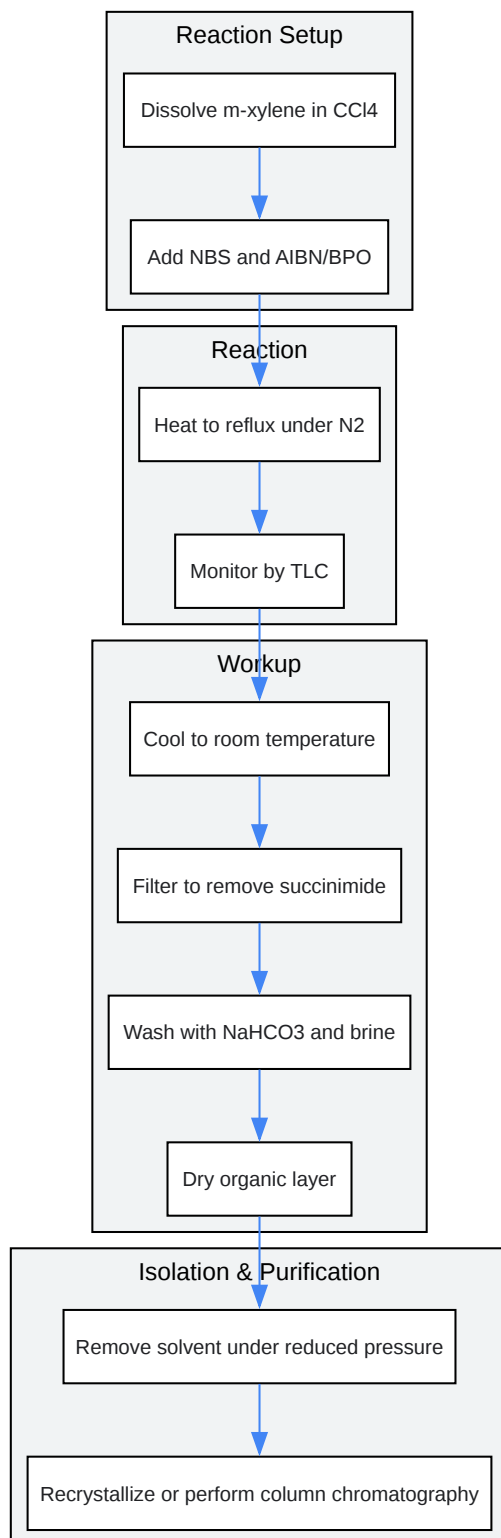 Reaction Setup
Dissolve m-xylene in CCl4
Add NBS and AIBN/BPO
Reaction
Heat to reflux under N2
Monitor by TLC
Workup
Cool to room temperature
Filter to remove succinimide
Wash with NaHCO3 and brine
Dry organic layer
Isolation & Purification
Remove solvent under reduced pressure
Recrystallize or perform column chromatography